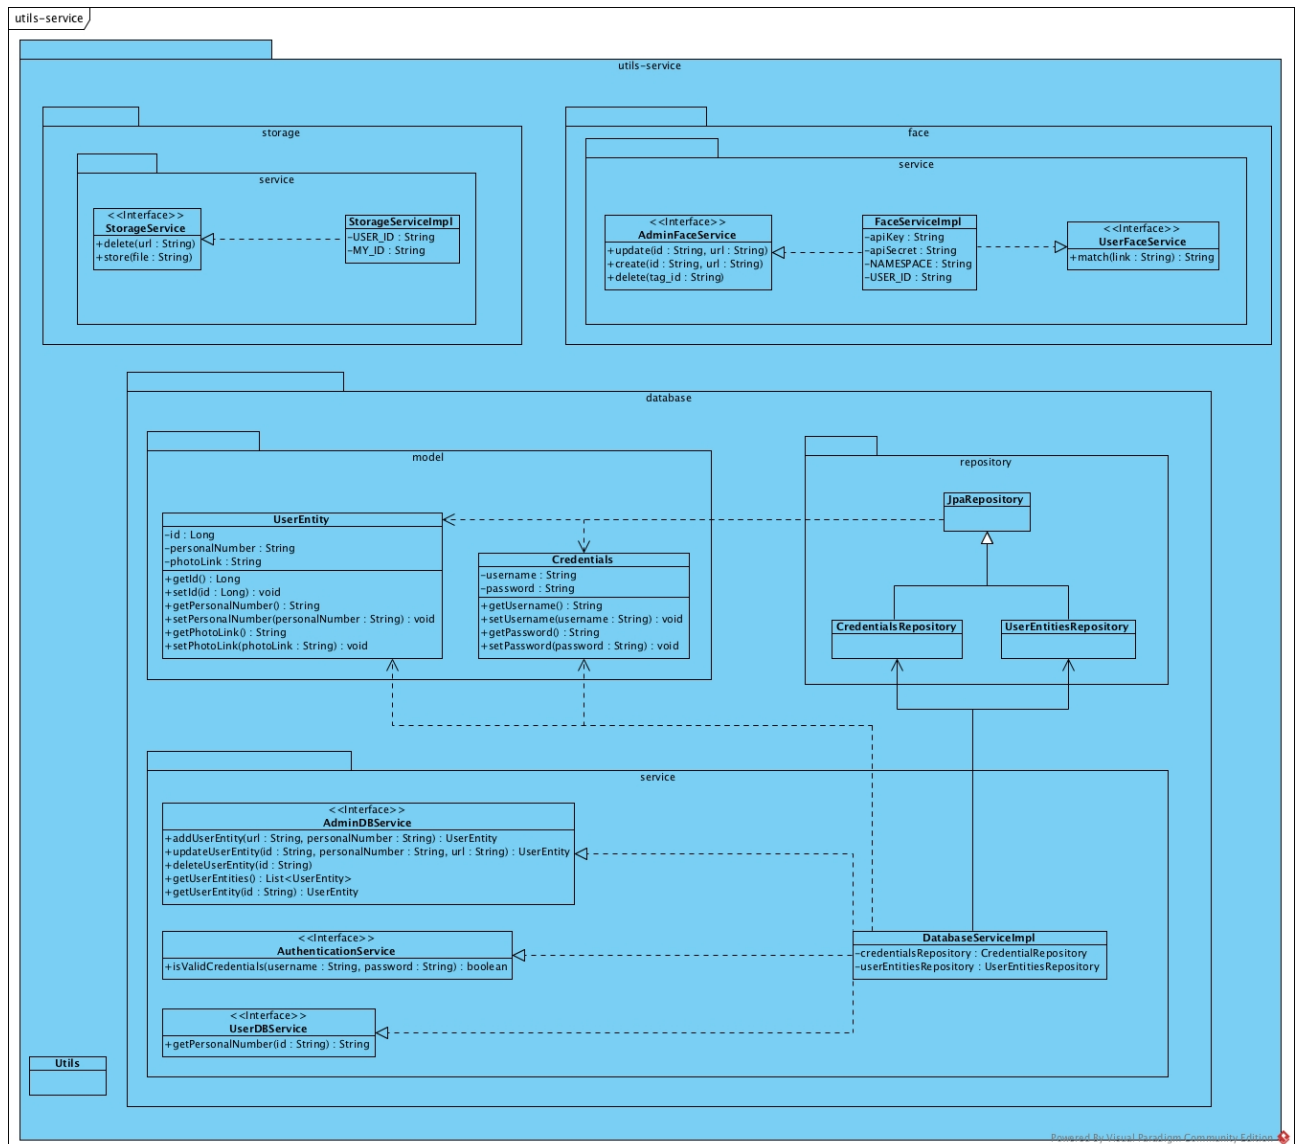 utils-service
utils-service
storage
service
<<Interface>>
StorageService
+delete(url : String)
+store(file : String)
StorageServiceImpl
-USER_ID : String
-MY_ID : String
face
service
<<Interface>>
AdminFaceService
+update(id : String, url : String)
+create(id : String, url : String)
+delete(tag_id : String)
FaceServiceImpl
-apiKey : String
-apiSecret : String
-NAMESPACE : String
-USER_ID : String
<<Interface>>
UserFaceService
+match(link : String) : String
database
model
UserEntity
-id : Long
-personalNumber : String
-photoLink : String
+getId() : Long
+setId(id : Long) : void
+getPersonalNumber() : String
+setPersonalNumber(personalNumber : String) : void
+getPhotoLink() : String
+setPhotoLink(photoLink : String) : void
Credentials
-username : String
-password : String
+getUsername() : String
+setUsername(username : String) : void
+getPassword() : String
+setPassword(password : String) : void
repository
JpaRepository
CredentialsRepository
UserEntitiesRepository
service
<<Interface>>
AdminDBService
+addUserEntity(url : String, personalNumber : String) : UserEntity
+updateUserEntity(id : String, personalNumber : String, url : String) : UserEntity
+deleteUserEntity(id : String)
+getUserEntities() : List<UserEntity>
+getUserEntity(id : String) : UserEntity
<<Interface>>
AuthenticationService
+isValidCredentials(username : String, password : String) : boolean
DatabaseServiceImpl
-credentialsRepository : CredentialRepository
-userEntitiesRepository : UserEntitiesRepository
<<Interface>>
UserDBService
+getPersonalNumber(id : String) : String
Utils
Powered By Visual Paradigm Community Edition